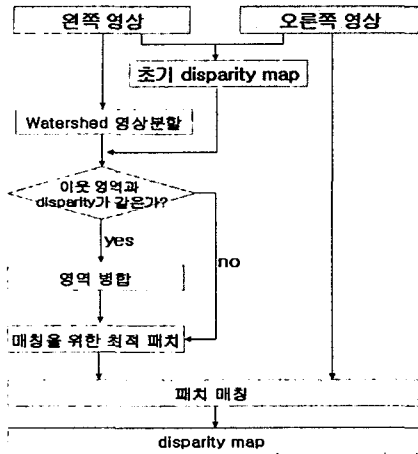 왼쪽 영상
오른쪽 영상
초기 disparity map
Watershed 영상분할
이웃 영역과
disparity가 같은가?
yes
no
영역 병합
매칭을 위한 최적 패치
패치 매칭
disparity map